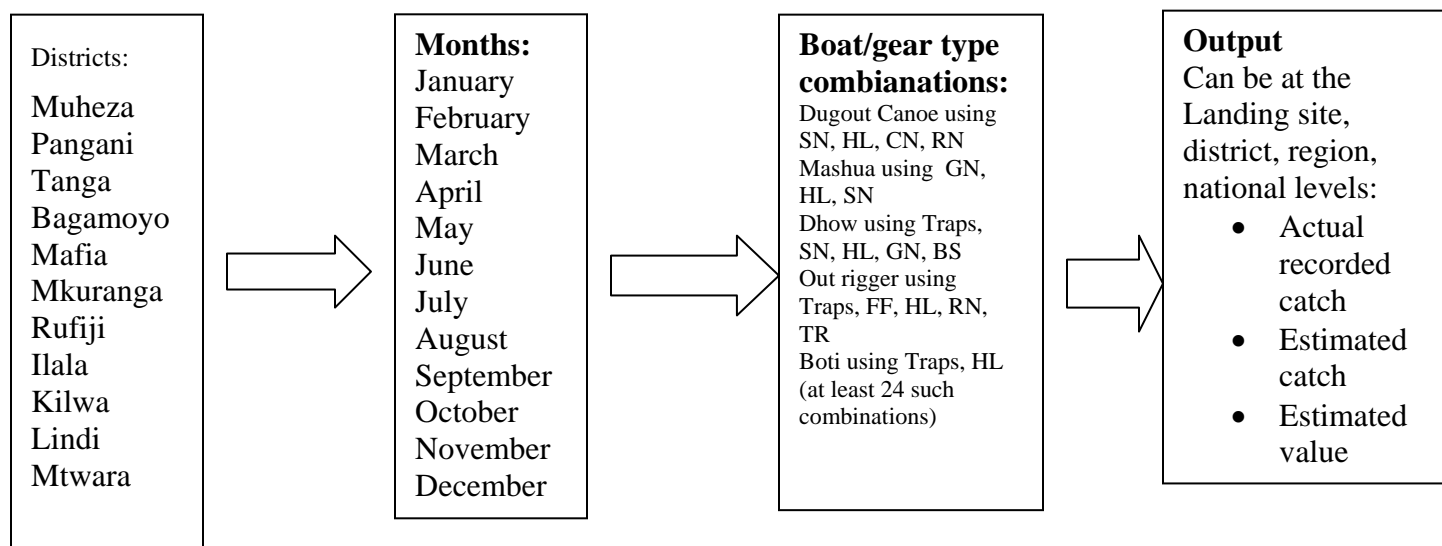 Districts:
Muheza
Pangani
Tanga
Bagamoyo
Mafia
Mkuranga
Rufiji
Ilala
Kilwa
Lindi
Mtwara
Months:
January
February
March
April
May
June
July
August
September
October
November
December
Boat/gear type
combianations:
Dugout Canoe using
SN, HL, CN, RN
Mashua using GN,
HL, SN
Dhow using Traps,
SN, HL, GN, BS
Out rigger using
Traps, FF, HL, RN,
TR
Boti using Traps, HL
(at least 24 such
combinations)
Output
Can be at the
Landing site,
district, region,
national levels:
• Actual
recorded
catch
• Estimated
catch
• Estimated
value